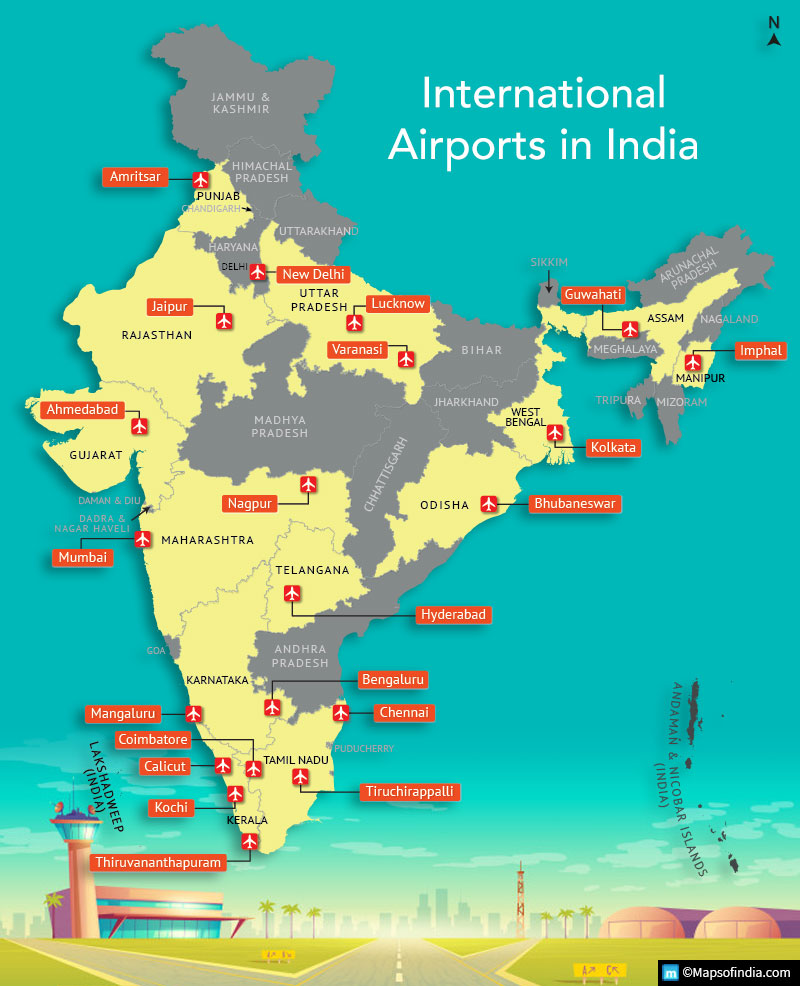 N
International
Airports in India
JAMMU &
KASHMIR
HIMACHAL
PRADESH
Amritsar
PUNJAB
CHANDIGARH
UTTARAKHAND
HARYANA
DELHI
New Delhi
SIKKIM
ARUNACHAL
PRADESH
UTTAR
PRADESH
Lucknow
Guwahati
Jaipur
RAJASTHAN
ASSAM
NAGALAND
Varanasi
BIHAR
MEGHALAYA
Imphal
MANIPUR
TRIPURA
MIZORAM
JHARKHAND
Ahmedabad
MADHYA
PRADESH
WEST
BENGAL
Kolkata
GUJARAT
CHHATTISGARH
DAMAN & DIU
Nagpur
ODISHA
Bhubaneswar
DADRA &
NAGAR HAVELI
MAHARASHTRA
Mumbai
TELANGANA
Hyderabad
GOA
ANDHRA
PRADESH
KARNATAKA
Bengaluru
Mangaluru
Chennai
Coimbatore
PUDUCHERRY
TAMIL NADU
Calicut
Tiruchirappalli
Kochi
KERALA
Thiruvananthapuram
LAKSHADWEEP
(INDIA)
ANDAMAN & NICOBAR ISLANDS
(INDIA)
m ©Mapsofindia.com